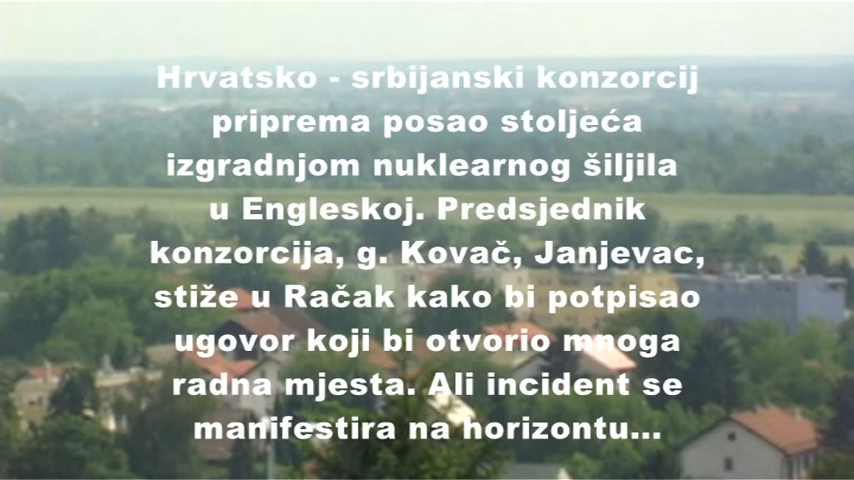 Hrvatsko - srbijanski konzorcij
priprema posao stoljeća
izgradnjom nuklearnog šiljila
u Engleskoj. Predsjednik
konzorcija, g. Kovač, Janjevac,
stiže u Račak kako bi potpisao
ugovor koji bi otvorio mnoga
radna mjesta. Ali incident se
manifestira na horizontu...